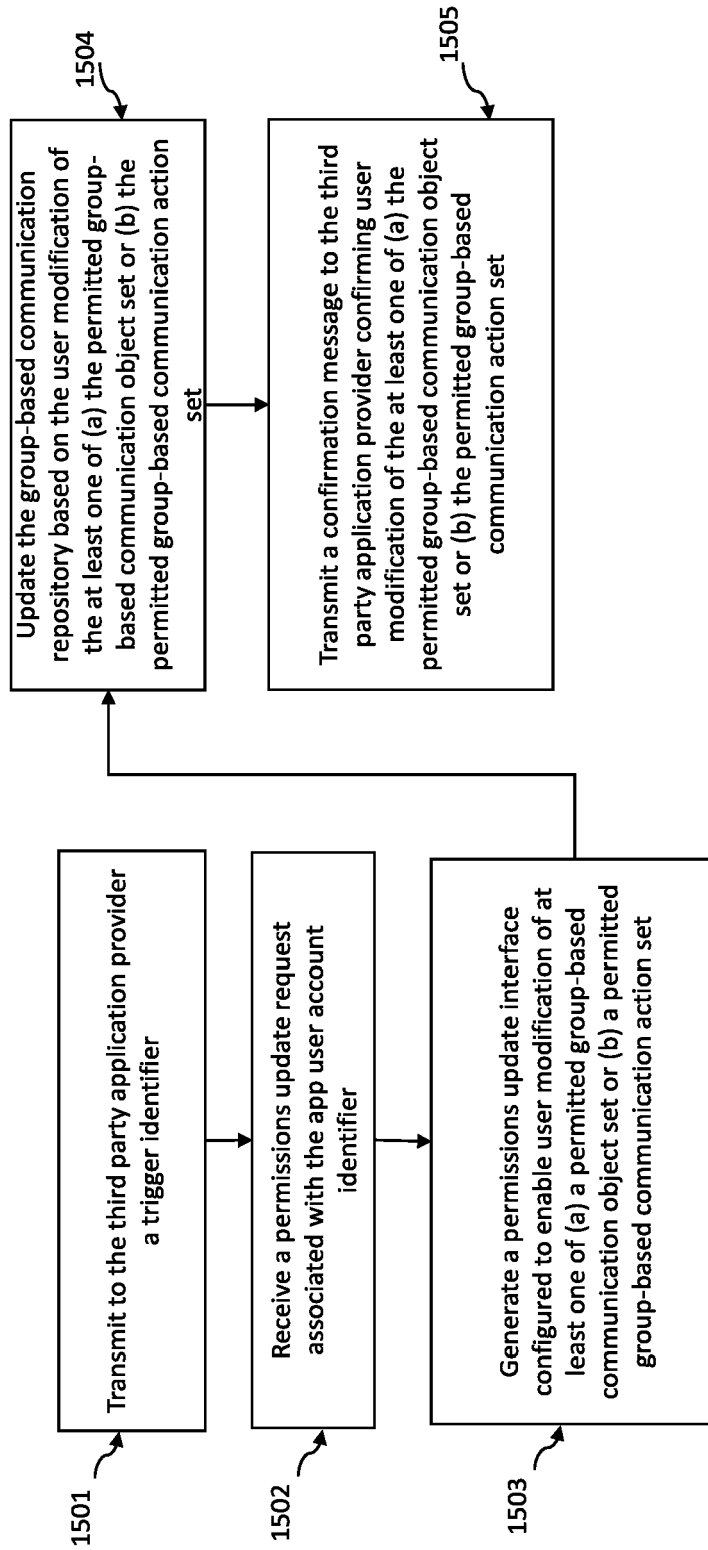 1501
Transmit to the third party application provider
a trigger identifier
1502
Receive a permissions update request
associated with the app user account
identifier
1503
Generate a permissions update interface
configured to enable user modification of at
least one of (a) a permitted group-based
communication object set or (b) a permitted
group-based communication action set
1504
Update the group-based communication
repository based on the user modification of
the at least one of (a) the permitted group-
based communication object set or (b) the
permitted group-based communication action
set
1505
Transmit a confirmation message to the third
party application provider confirming user
modification of the at least one of (a) the
permitted group-based communication object
set or (b) the permitted group-based
communication action set